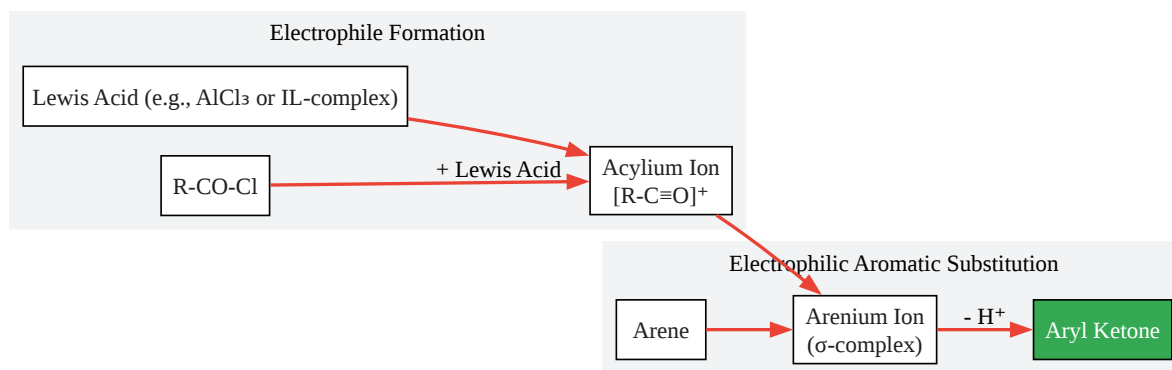 Electrophile Formation
Lewis Acid (e.g., AlCl₃ or IL-complex)
R-CO-Cl
+ Lewis Acid
Acylium Ion
[R-C≡O]⁺
Electrophilic Aromatic Substitution
Arene
Arenium Ion
(σ-complex)
- H⁺
Aryl Ketone